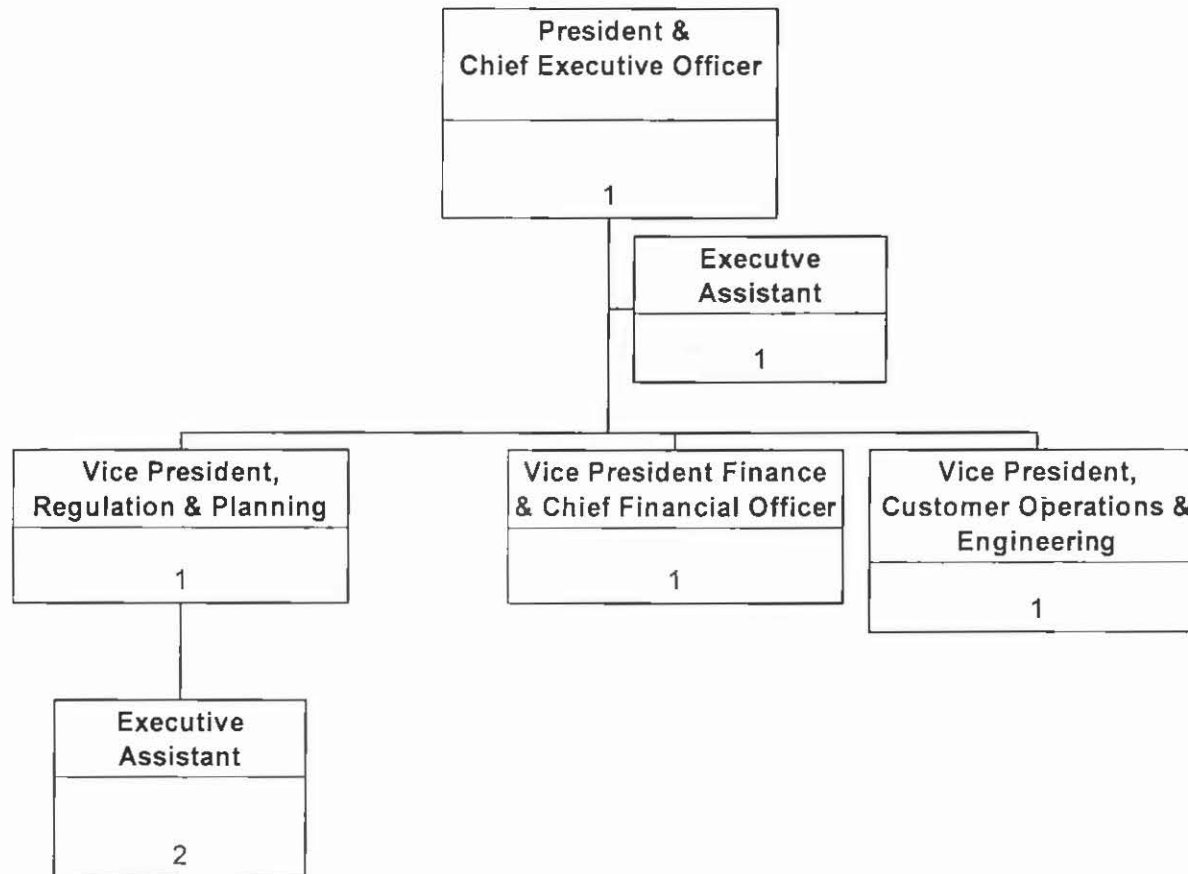 President &
Chief Executive Officer
1
Executve
Assistant
1
Vice President,
Regulation & Planning
1
Vice President Finance
& Chief Financial Officer
1
Vice President,
Customer Operations &
Engineering
1
Executive
Assistant
2